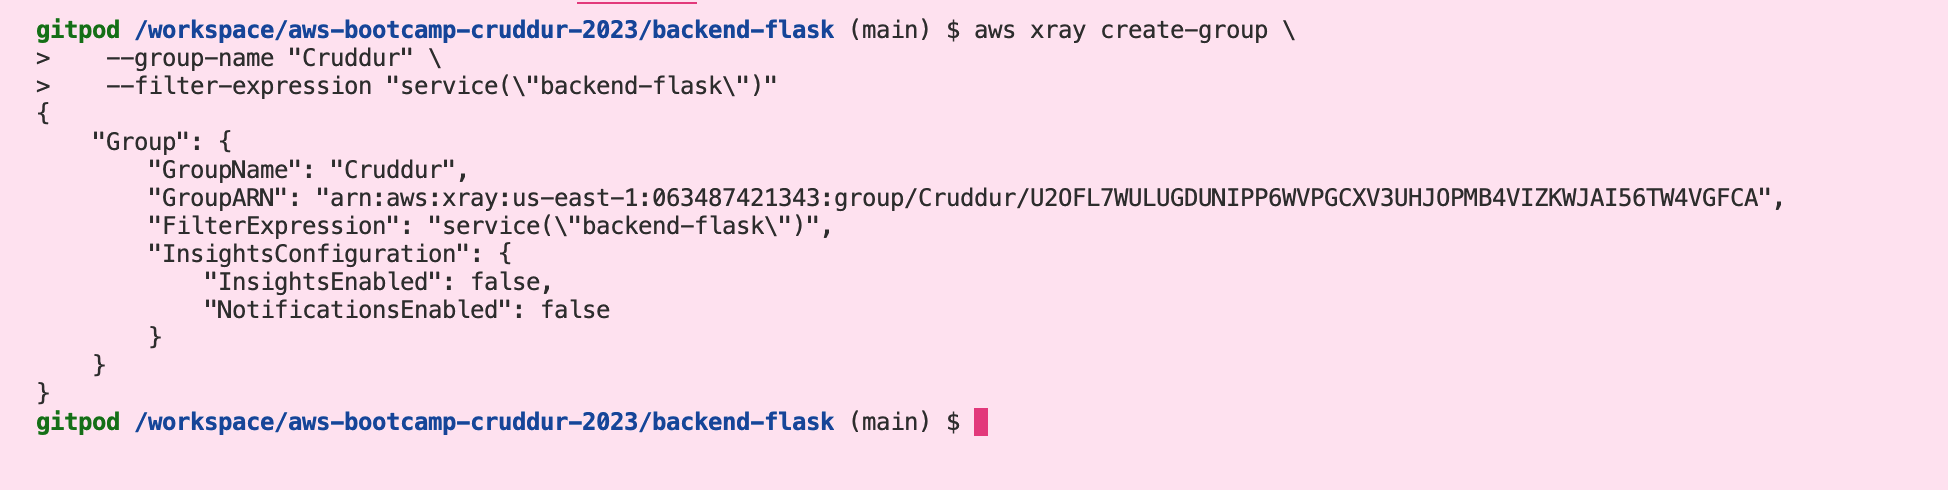 gitpod /workspace/aws-bootcamp-cruddur-2023/backend-flask (main) $ aws xray create-group \
>    --group-name "Cruddur" \
>    --filter-expression "service(\"backend-flask\")"
{
    "Group": {
        "GroupName": "Cruddur",
        "GroupARN": "arn:aws:xray:us-east-1:063487421343:group/Cruddur/U2OFL7WULUGDUNIPP6WVPGCXV3UHJOPMB4VIZKWJAI56TW4VGFCA",
        "FilterExpression": "service(\"backend-flask\")",
        "InsightsConfiguration": {
            "InsightsEnabled": false,
            "NotificationsEnabled": false
        }
    }
}
gitpod /workspace/aws-bootcamp-cruddur-2023/backend-flask (main) $